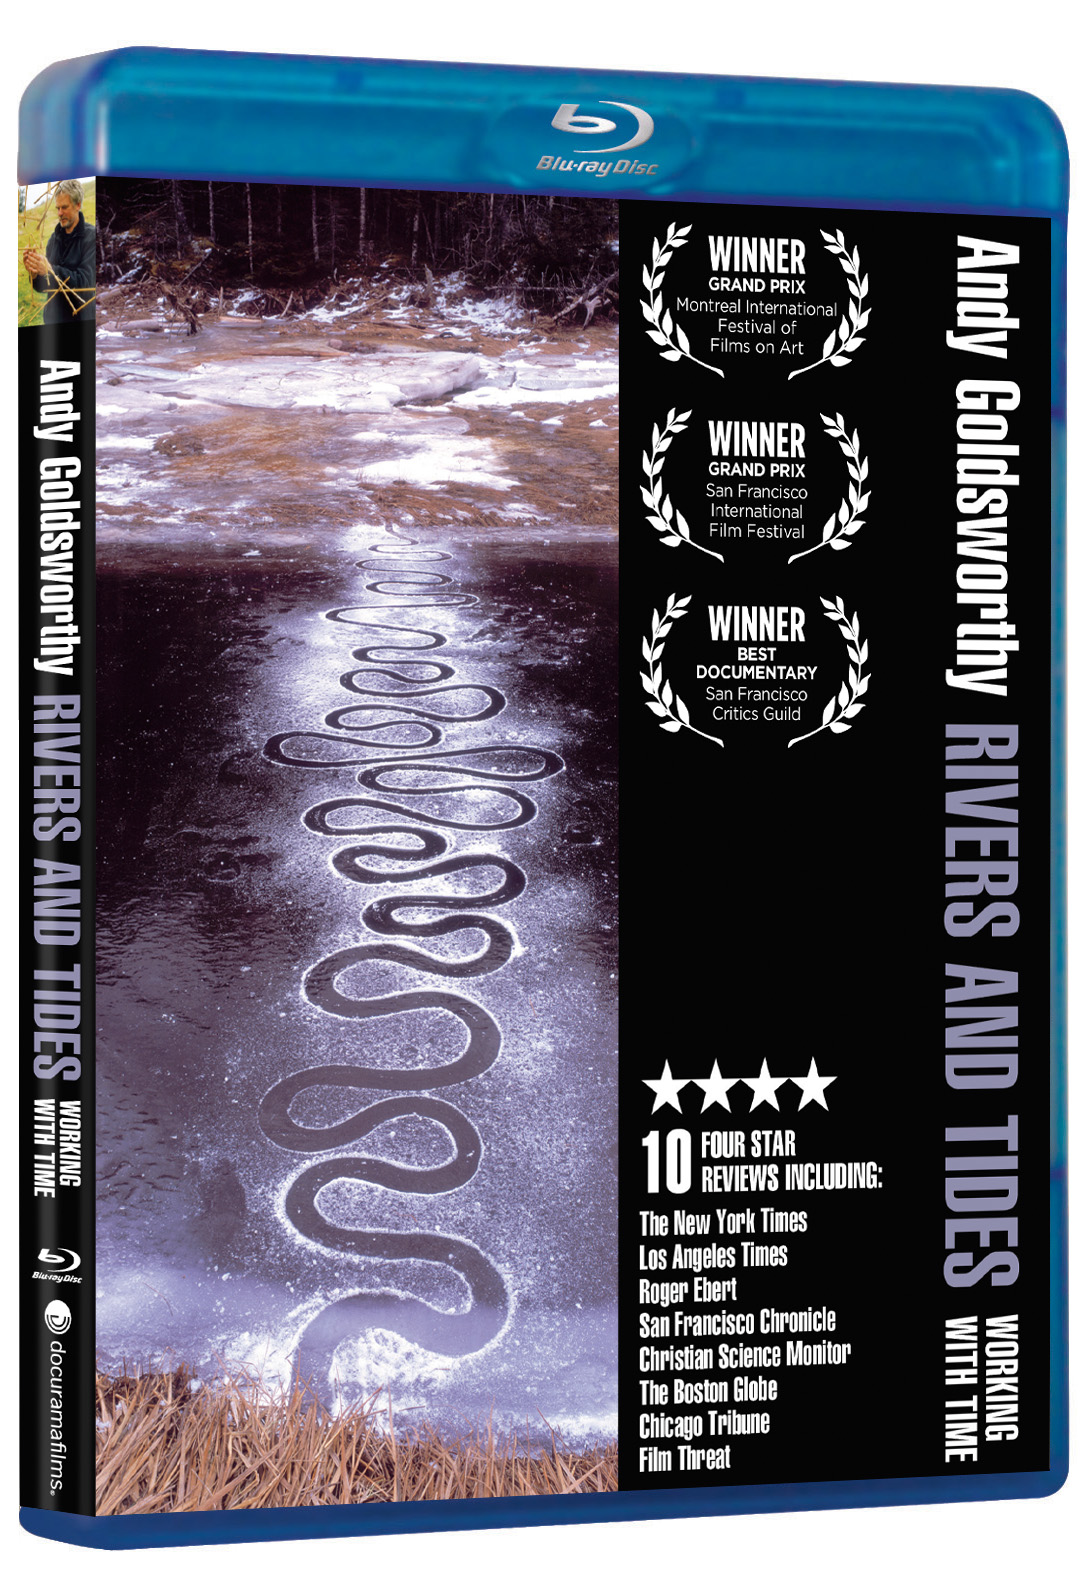 Blu-ray Disc
Andy Goldsworthy RIVERS AND TIDES
WORKING
WITH TIME
Blu-ray Disc
docuramafilms®
WINNER
GRAND PRIX
Montreal International
Festival of
Films on Art
WINNER
GRAND PRIX
San Francisco
International
Film Festival
WINNER
BEST
DOCUMENTARY
San Francisco
Critics Guild
10 FOUR STAR
REVIEWS INCLUDING:
The New York Times
Los Angeles Times
Roger Ebert
San Francisco Chronicle
Christian Science Monitor
The Boston Globe
Chicago Tribune
Film Threat
Andy Goldsworthy RIVERS AND TIDES
WORKING
WITH TIME